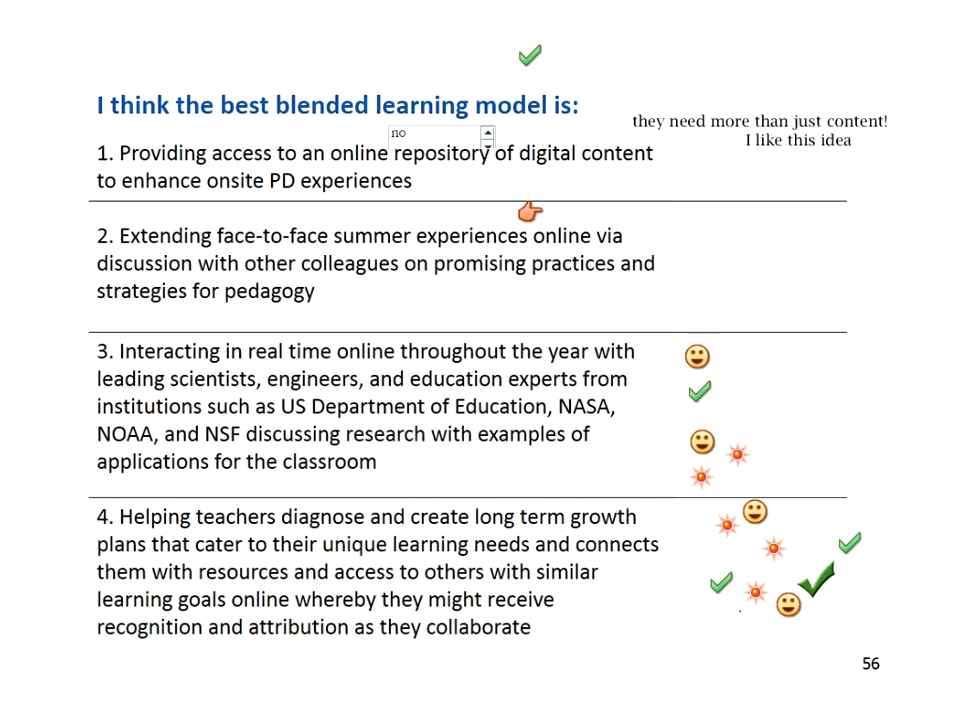 I think the best blended learning model is:
they need more than just content!
I like this idea
no
1. Providing access to an online repository of digital content
to enhance onsite PD experiences
2. Extending face-to-face summer experiences online via
discussion with other colleagues on promising practices and
strategies for pedagogy
3. Interacting in real time online throughout the year with
leading scientists, engineers, and education experts from
institutions such as US Department of Education, NASA,
NOAA, and NSF discussing research with examples of
applications for the classroom
4. Helping teachers diagnose and create long term growth
plans that cater to their unique learning needs and connects
them with resources and access to others with similar
learning goals online whereby they might receive
recognition and attribution as they collaborate
56